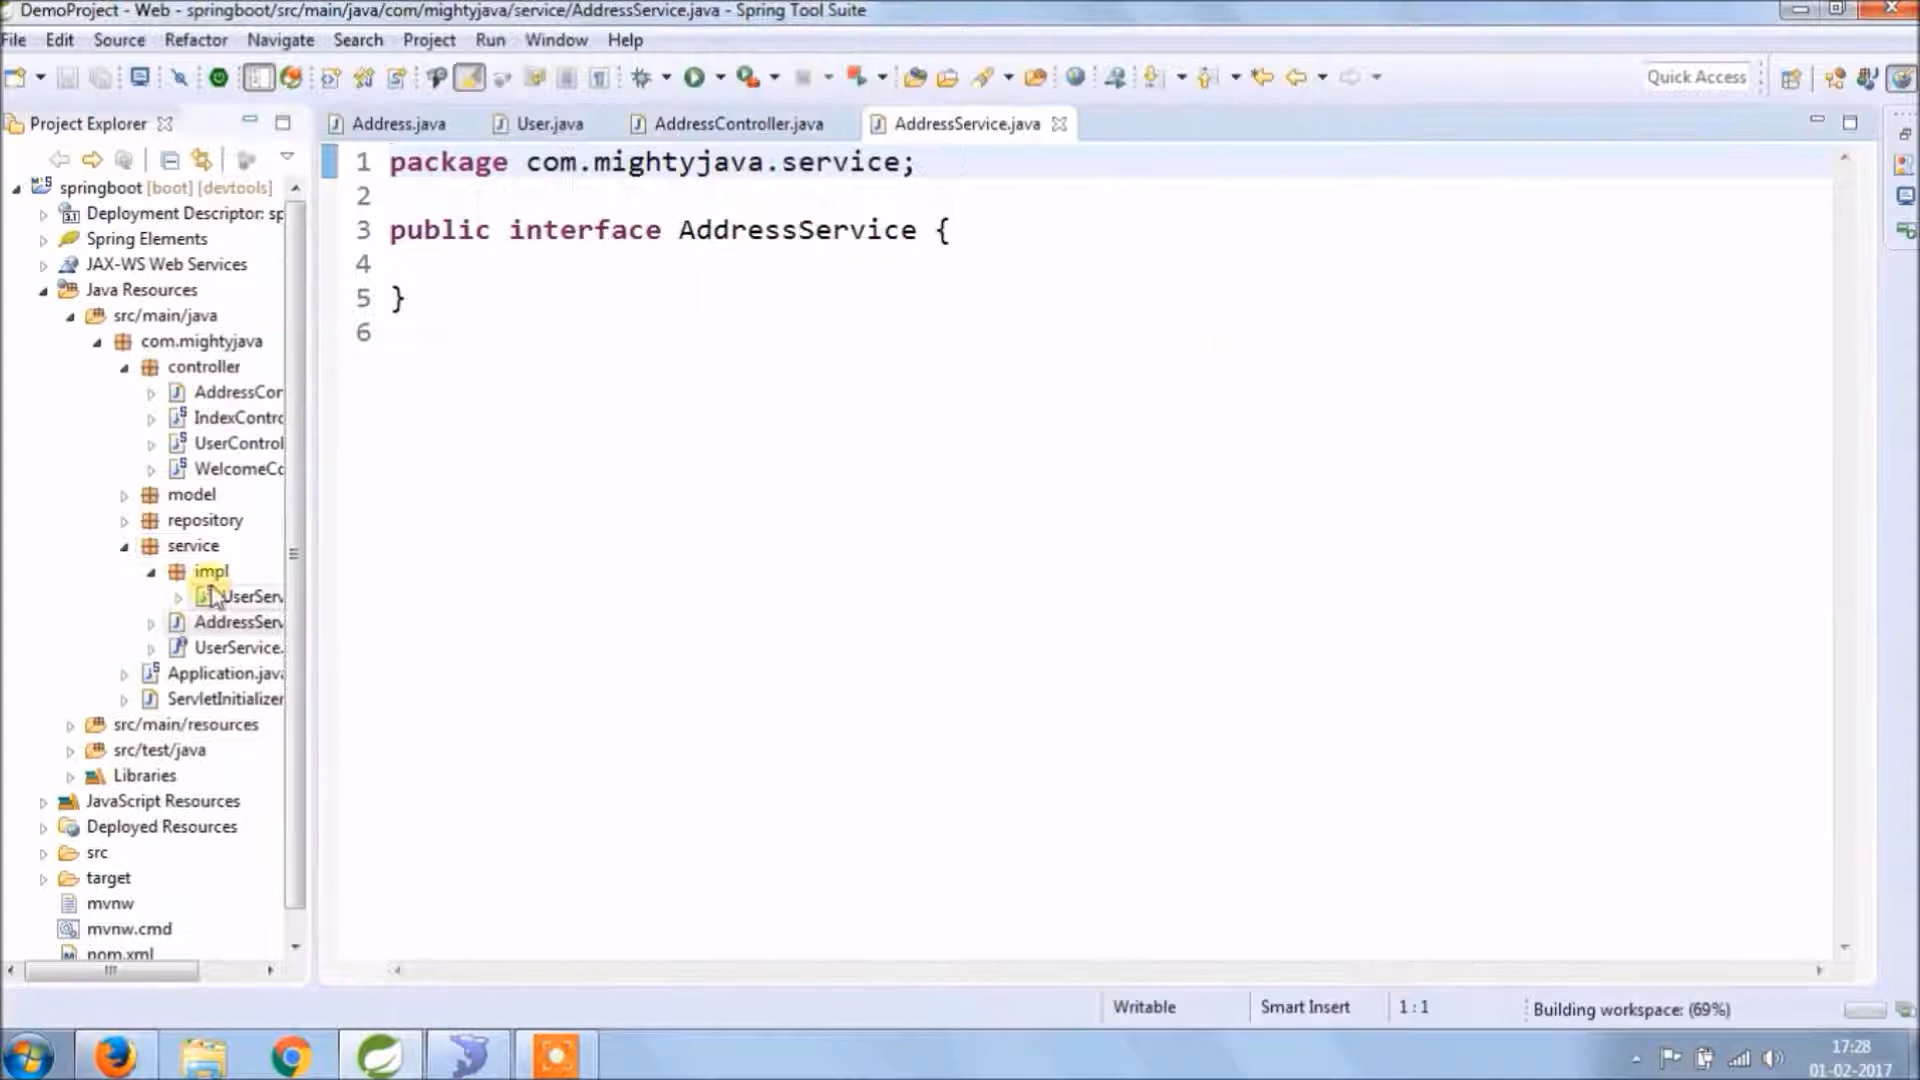 DemoProject - Web - springboot/src/main/java/com/mightyjava/service/AddressService.java - Spring Tool Suite
File Edit Source Refactor Navigate Search Project Run Window Help
Quick Access
Project Explorer
Address.java User.java AddressController.java AddressService.java
springboot [boot] [devtools]
Deployment Descriptor: sp
Spring Elements
JAX-WS Web Services
Java Resources
src/main/java
com.mightyjava
controller
AddressCor
IndexContro
UserControl
WelcomeCo
model
repository
service
impl
UserServ
AddressServ
UserService.
Application.java
ServletInitializer
src/main/resources
src/test/java
Libraries
JavaScript Resources
Deployed Resources
src
target
mvnw
mvnw.cmd
pom.xml
1 package com.mightyjava.service;
2
3 public interface AddressService {
4
5 }
6
Writable Smart Insert 1 : 1 Building workspace: (69%)
17:28
01-02-2017